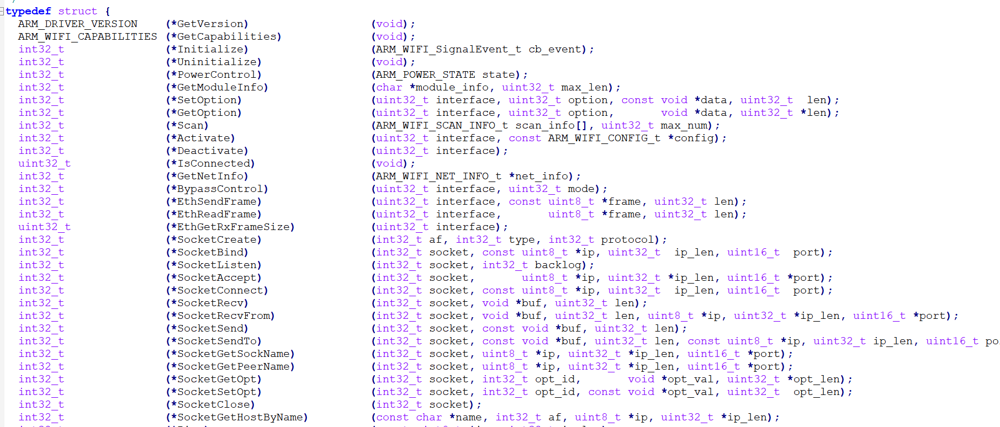 typedef struct {
  ARM_DRIVER_VERSION    (*GetVersion)                   (void);
  ARM_WIFI_CAPABILITIES (*GetCapabilities)              (void);
  int32_t               (*Initialize)                   (ARM_WIFI_SignalEvent_t cb_event);
  int32_t               (*Uninitialize)                 (void);
  int32_t               (*PowerControl)                 (ARM_POWER_STATE state);
  int32_t               (*GetModuleInfo)                (char *module_info, uint32_t max_len);
  int32_t               (*SetOption)                    (uint32_t interface, uint32_t option, const void *data, uint32_t  len);
  int32_t               (*GetOption)                    (uint32_t interface, uint32_t option,       void *data, uint32_t *len);
  int32_t               (*Scan)                         (ARM_WIFI_SCAN_INFO_t scan_info[], uint32_t max_num);
  int32_t               (*Activate)                     (uint32_t interface, const ARM_WIFI_CONFIG_t *config);
  int32_t               (*Deactivate)                   (uint32_t interface);
  uint32_t              (*IsConnected)                  (void);
  int32_t               (*GetNetInfo)                   (ARM_WIFI_NET_INFO_t *net_info);
  int32_t               (*BypassControl)                (uint32_t interface, uint32_t mode);
  int32_t               (*EthSendFrame)                 (uint32_t interface, const uint8_t *frame, uint32_t len);
  int32_t               (*EthReadFrame)                 (uint32_t interface,       uint8_t *frame, uint32_t len);
  uint32_t              (*EthGetRxFrameSize)            (uint32_t interface);
  int32_t               (*SocketCreate)                 (int32_t af, int32_t type, int32_t protocol);
  int32_t               (*SocketBind)                   (int32_t socket, const uint8_t *ip, uint32_t  ip_len, uint16_t  port);
  int32_t               (*SocketListen)                 (int32_t socket, int32_t backlog);
  int32_t               (*SocketAccept)                 (int32_t socket,       uint8_t *ip, uint32_t *ip_len, uint16_t *port);
  int32_t               (*SocketConnect)                (int32_t socket, const uint8_t *ip, uint32_t  ip_len, uint16_t  port);
  int32_t               (*SocketRecv)                   (int32_t socket, void *buf, uint32_t len);
  int32_t               (*SocketRecvFrom)               (int32_t socket, void *buf, uint32_t len, uint8_t *ip, uint32_t *ip_len, uint16_t *port);
  int32_t               (*SocketSend)                   (int32_t socket, const void *buf, uint32_t len);
  int32_t               (*SocketSendTo)                 (int32_t socket, const void *buf, uint32_t len, const uint8_t *ip, uint32_t ip_len, uint16_t po
  int32_t               (*SocketGetSockName)            (int32_t socket, uint8_t *ip, uint32_t *ip_len, uint16_t *port);
  int32_t               (*SocketGetPeerName)            (int32_t socket, uint8_t *ip, uint32_t *ip_len, uint16_t *port);
  int32_t               (*SocketGetOpt)                 (int32_t socket, int32_t opt_id,       void *opt_val, uint32_t *opt_len);
  int32_t               (*SocketSetOpt)                 (int32_t socket, int32_t opt_id, const void *opt_val, uint32_t  opt_len);
  int32_t               (*SocketClose)                  (int32_t socket);
  int32_t               (*SocketGetHostByName)          (const char *name, int32_t af, uint8_t *ip, uint32_t *ip_len);